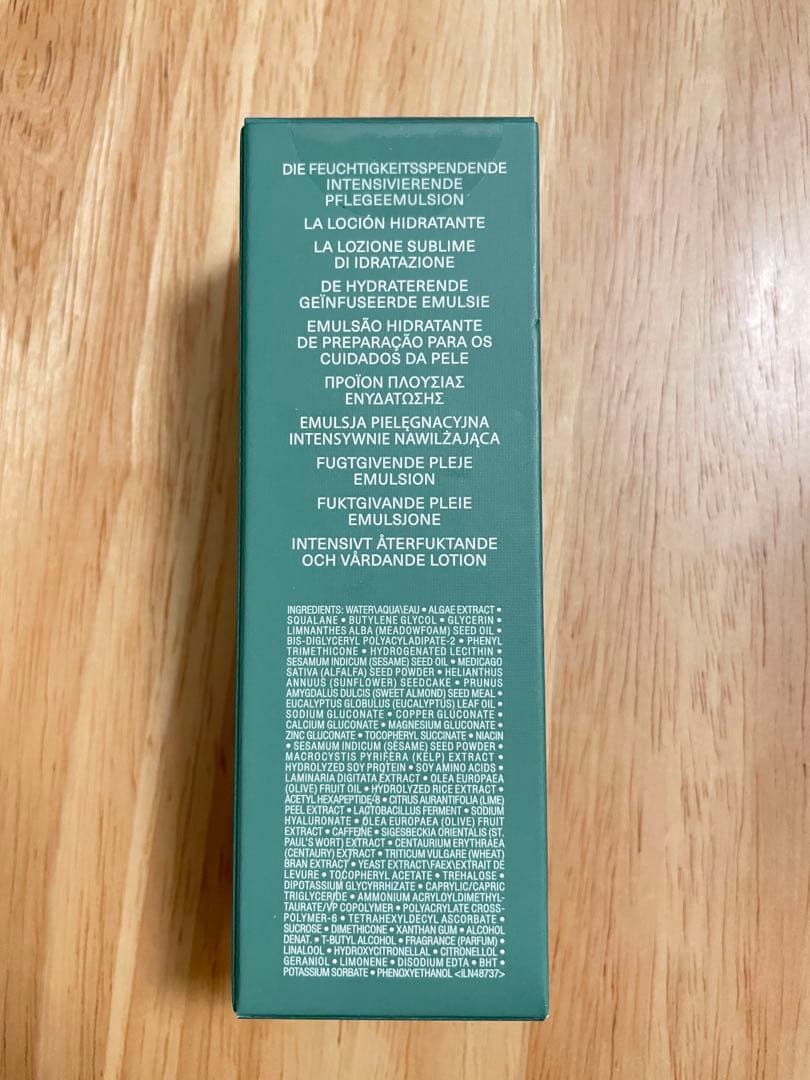 DIE FEUCHTIGKEITSSPENDENDE
INTENSIVIERENDE
PFLEGEEMULSION
LA LOCIÓN HIDRATANTE
LA LOZIONE SUBLIME
DI IDRATAZIONE
DE HYDRATERENDE
GEÏNFUSEERDE EMULSIE
EMULSÃO HIDRATANTE
DE PREPARAÇÃO PARA OS
CUIDADOS DA PELE
ΠΡΟΪΟΝ ΠΛΟΥΣΙΑΣ
ΕΝΥΔΑΤΩΣΗΣ
EMULSJA PIELĘGNACYJNA
INTENSYWNIE NAWILŻAJĄCA
FUGTGIVENDE PLEJE
EMULSION
FUKTGIVANDE PLEIE
EMULSJONE
INTENSIVT ÅTERFUKTANDE
OCH VÅRDANDE LOTION
INGREDIENTS: WATER\AQUA\EAU • ALGAE EXTRACT •
SQUALANE • BUTYLENE GLYCOL • GLYCERIN •
LIMNANTHES ALBA (MEADOWFOAM) SEED OIL •
BIS-DIGLYCERYL POLYACYLADIPATE-2 • PHENYL
TRIMETHICONE • HYDROGENATED LECITHIN •
SESAMUM INDICUM (SESAME) SEED OIL • MEDICAGO
SATIVA (ALFALFA) SEED POWDER • HELIANTHUS
ANNUUS (SUNFLOWER) SEEDCAKE • PRUNUS
AMYGDALUS DULCIS (SWEET ALMOND) SEED MEAL •
EUCALYPTUS GLOBULUS (EUCALYPTUS) LEAF OIL •
SODIUM GLUCONATE • COPPER GLUCONATE •
CALCIUM GLUCONATE • MAGNESIUM GLUCONATE •
ZINC GLUCONATE • TOCOPHERYL SUCCINATE • NIACIN
• SESAMUM INDICUM (SESAME) SEED POWDER •
MACROCYSTIS PYRIFERA (KELP) EXTRACT •
HYDROLYZED SOY PROTEIN • SOY AMINO ACIDS •
LAMINARIA DIGITATA EXTRACT • OLEA EUROPAEA
(OLIVE) FRUIT OIL • HYDROLYZED RICE EXTRACT •
ACETYL HEXAPEPTIDE-8 • CITRUS AURANTIFOLIA (LIME)
PEEL EXTRACT • LACTOBACILLUS FERMENT • SODIUM
HYALURONATE • OLEA EUROPAEA (OLIVE) FRUIT
EXTRACT • CAFFEINE • SIGESBECKIA ORIENTALIS (ST.
PAUL'S WORT) EXTRACT • CENTAURIUM ERYTHRAEA
(CENTAURY) EXTRACT • TRITICUM VULGARE (WHEAT)
BRAN EXTRACT • YEAST EXTRACT\FAEX\EXTRAIT DE
LEVURE • TOCOPHERYL ACETATE • TREHALOSE •
DIPOTASSIUM GLYCYRRHIZATE • CAPRYLIC/CAPRIC
TRIGLYCERIDE • AMMONIUM ACRYLOYLDIMETHYL-
TAURATE/VP COPOLYMER • POLYACRYLATE CROSS-
POLYMER-6 • TETRAHEXYLDECYL ASCORBATE •
SUCROSE • DIMETHICONE • XANTHAN GUM • ALCOHOL
DENAT. • T-BUTYL ALCOHOL • FRAGRANCE (PARFUM) •
LINALOOL • HYDROXYCITRONELLAL • CITRONELLOL •
GERANIOL • LIMONENE • DISODIUM EDTA • BHT •
POTASSIUM SORBATE • PHENOXYETHANOL <ILN48737>